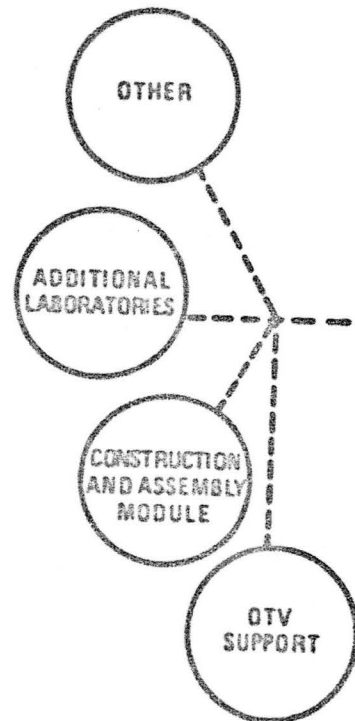 OTHER
ADDITIONAL
LABORATORIES
CONSTRUCTION
AND ASSEMBLY
MODULE
OTV
SUPPORT